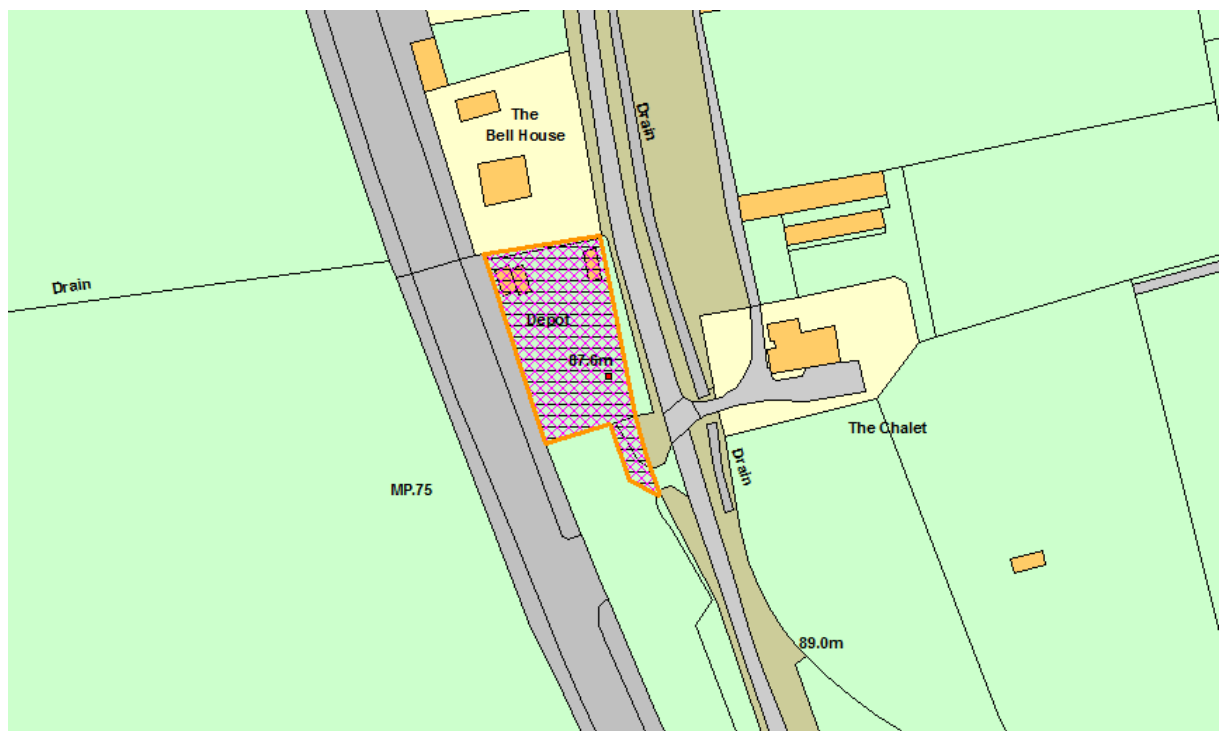 The
Bell House
Drain
Drain
Depot
87.6m
The Chalet
Drain
MP.75
89.0m